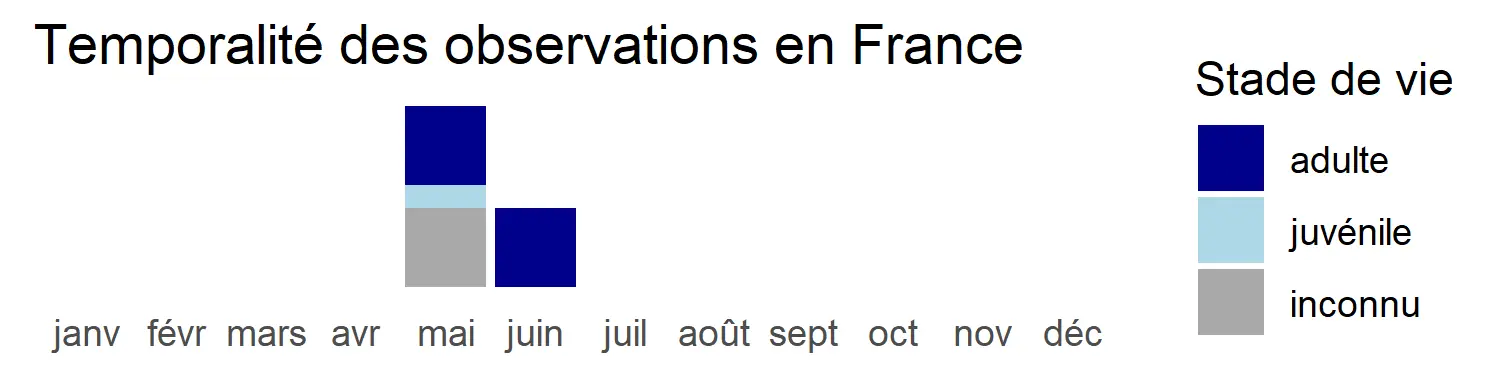 Temporalité des observations en France
janv févr mars avr mai juin juil août sept oct nov déc
Stade de vie
adulte
juvénile
inconnu